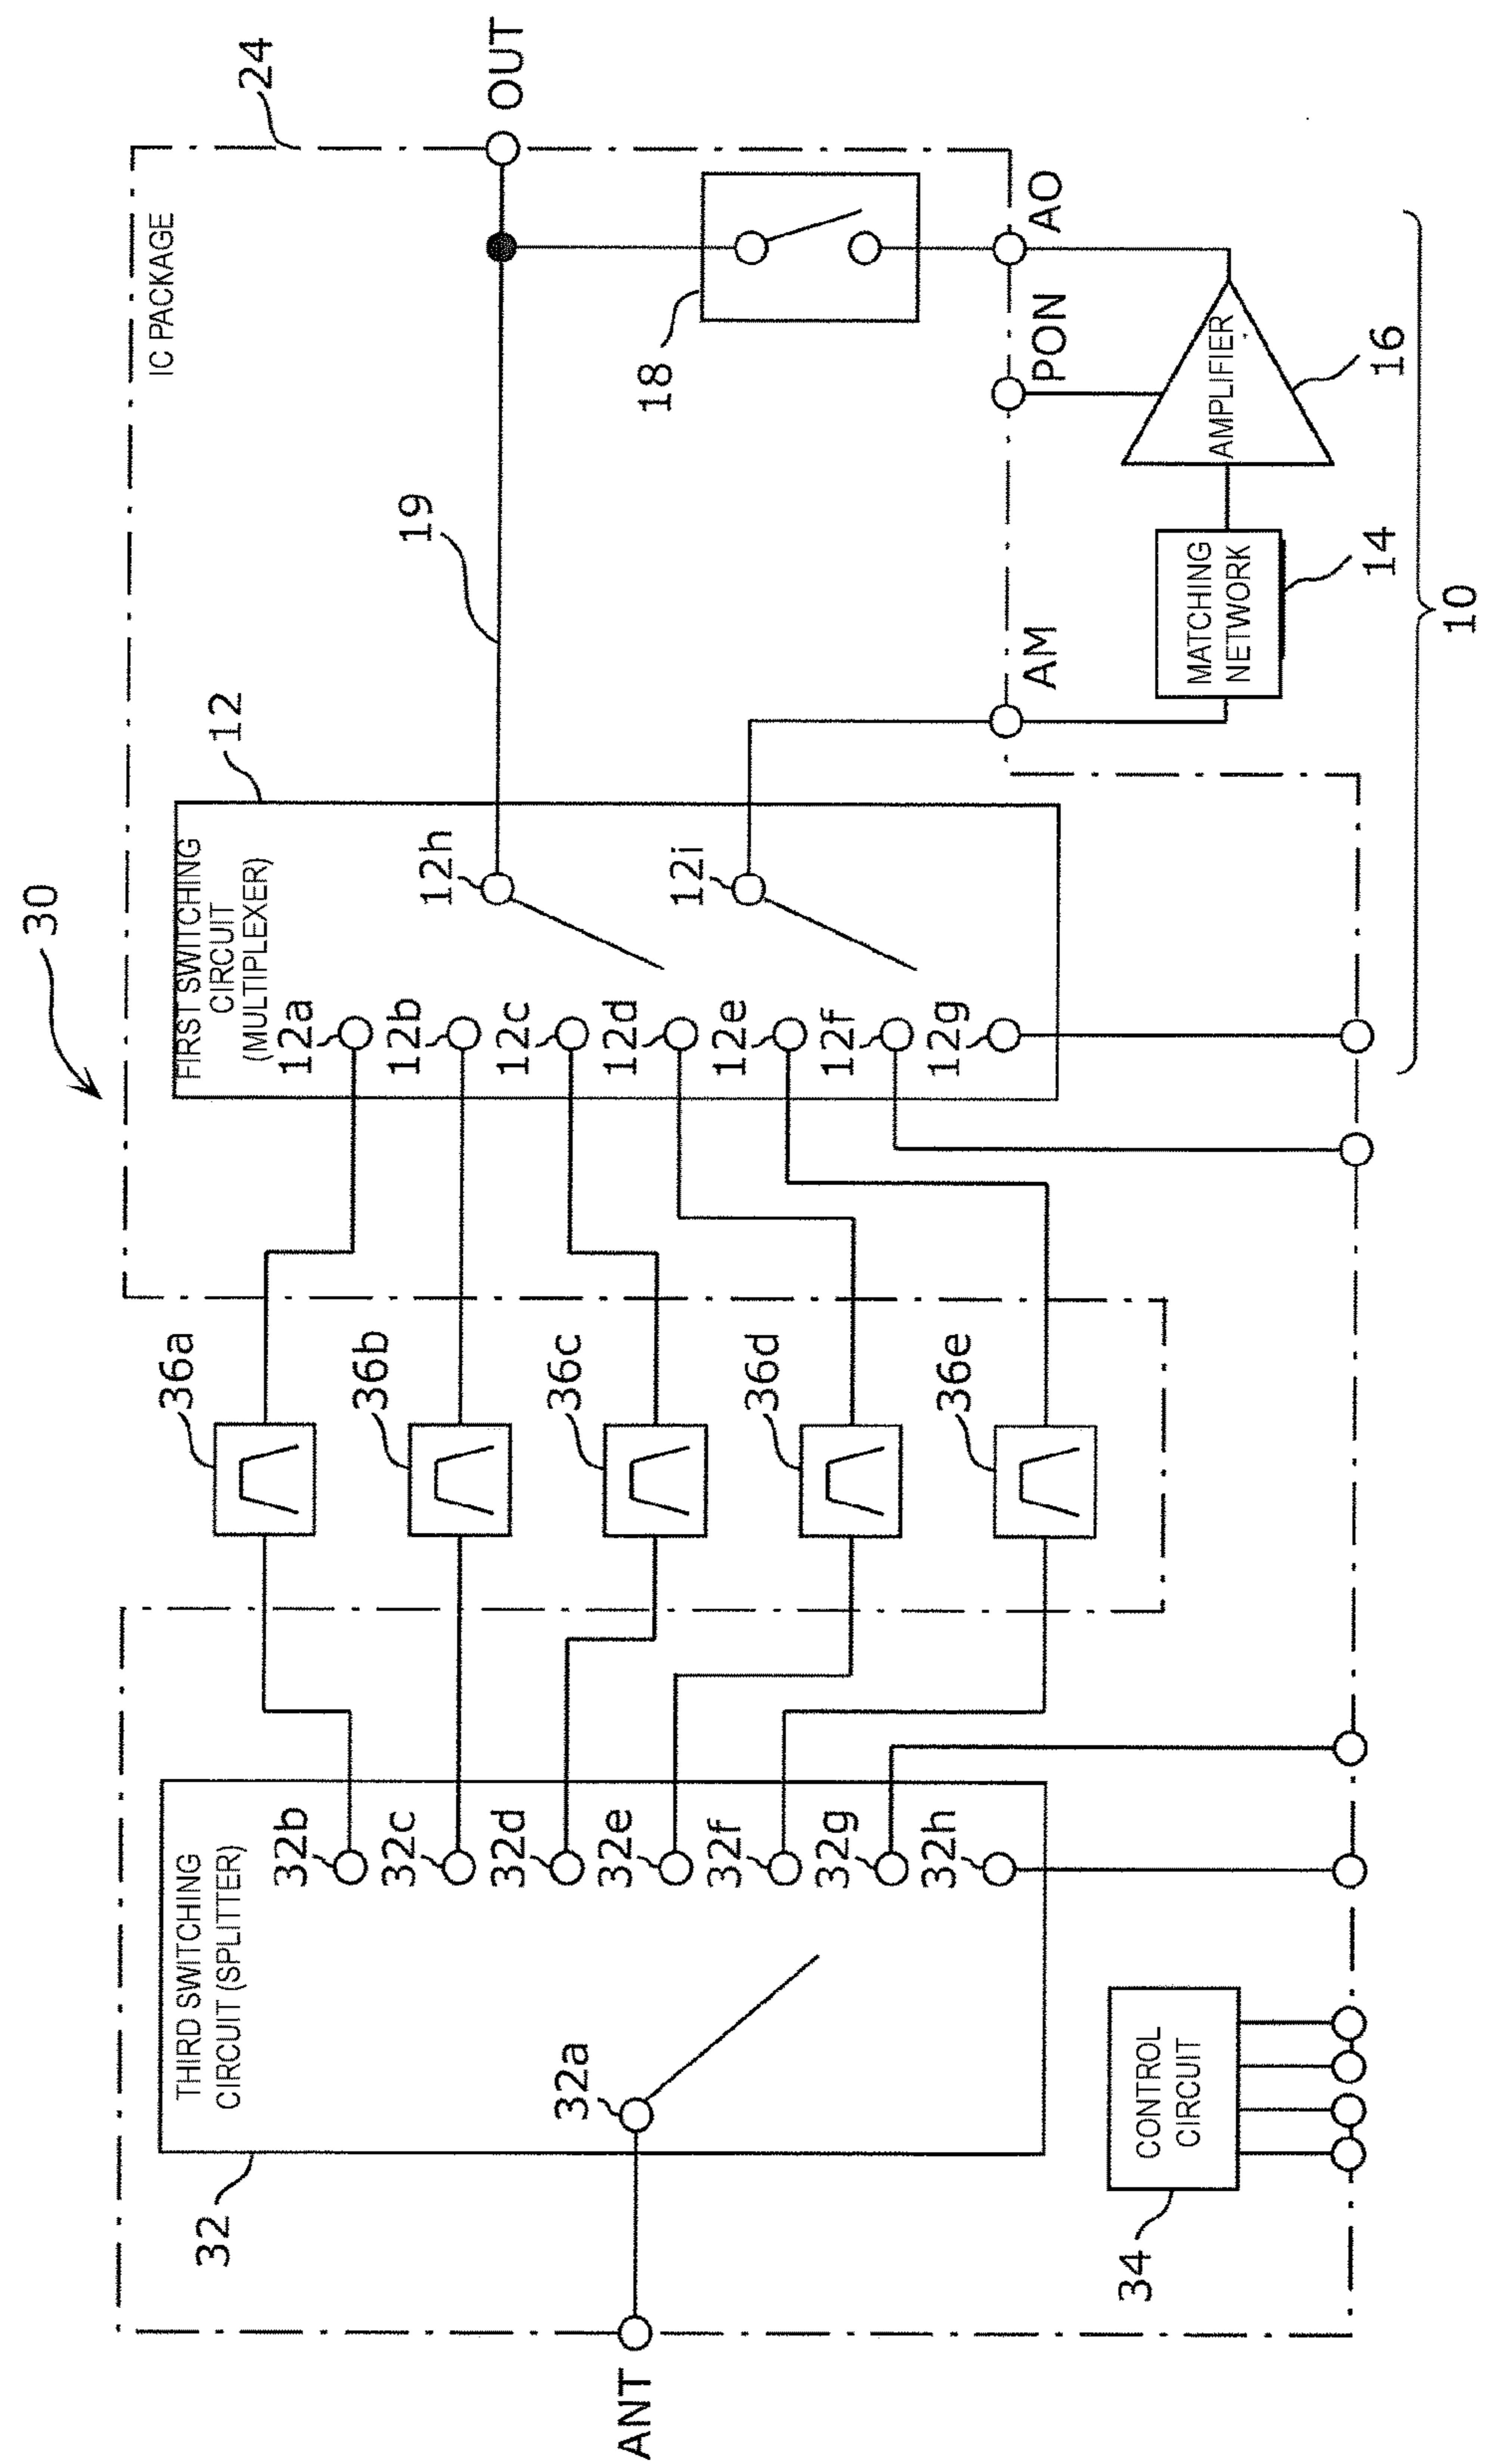 30
24
IC PACKAGE
OUT
ANT
32
THIRD SWITCHING
CIRCUIT (SPLITTER)
32a
32b
32c
32d
32e
32f
32g
32h
34
CONTROL
CIRCUIT
36a
36b
36c
36d
36e
12
FIRST SWITCHING
CIRCUIT
(MULTIPLEXER)
12a
12b
12c
12d
12e
12f
12g
12h
12i
19
18
AM
PON
AO
MATCHING
NETWORK
14
AMPLIFIER
16
10